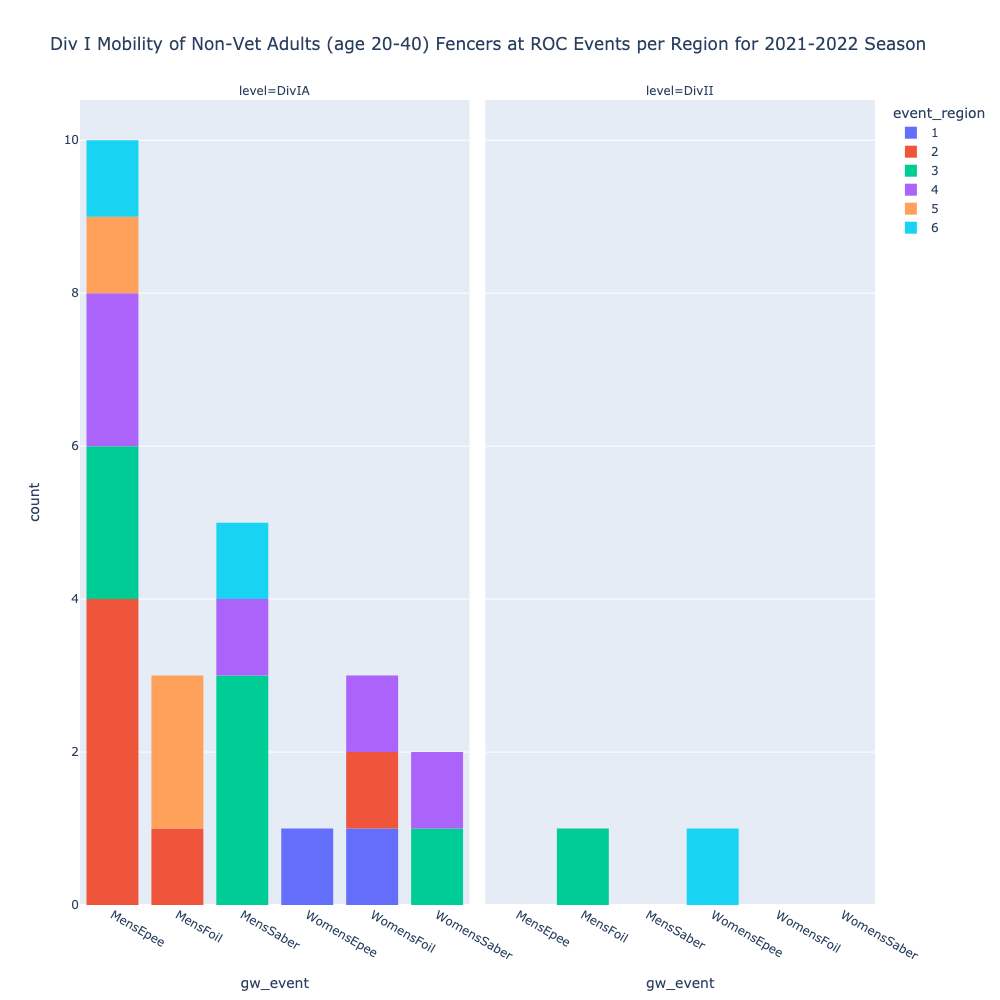 Div I Mobility of Non-Vet Adults (age 20-40) Fencers at ROC Events per Region for 2021-2022 Season
level=DivIA
level=DivII
event_region
1
2
3
4
5
6
10
8
6
4
2
0
count
MensEpee
MensFoil
MensSaber
WomensEpee
WomensFoil
WomensSaber
MensEpee
MensFoil
MensSaber
WomensEpee
WomensFoil
WomensSaber
gw_event
gw_event